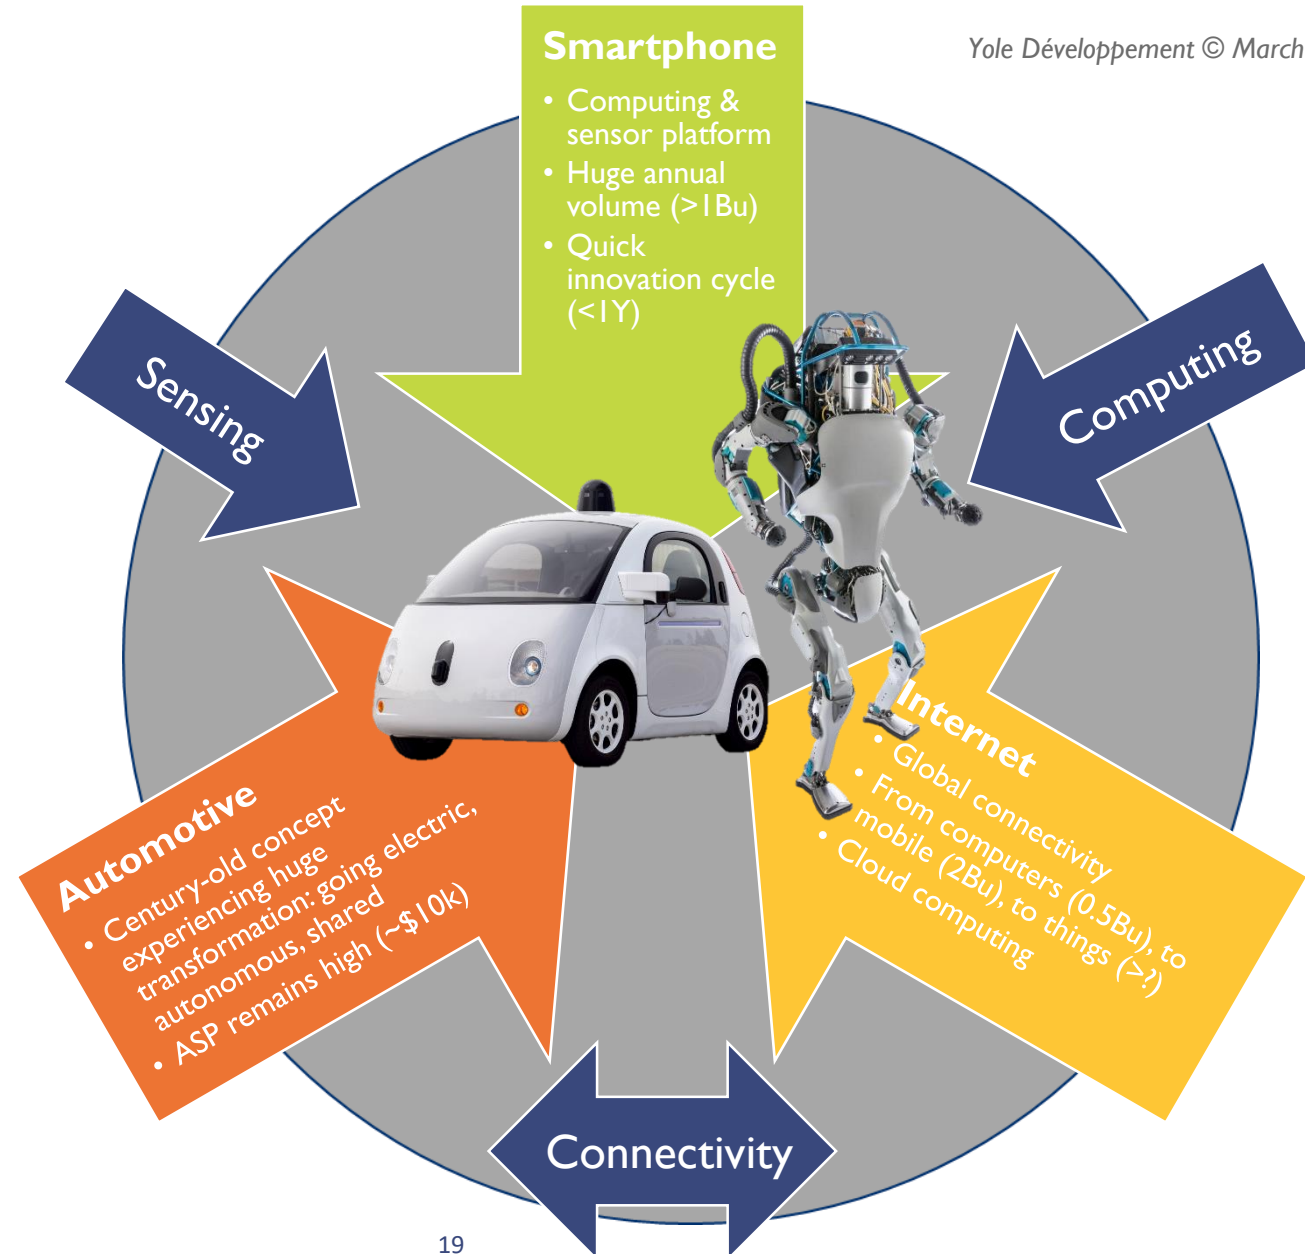 Smartphone
• Computing &
sensor platform
• Huge annual
volume (>1Bu)
• Quick
innovation cycle
(<1Y)
Yole Développement © March
Sensing
Computing
Automotive
• Century-old concept
experiencing huge
transformation: going electric,
autonomous, shared
• ASP remains high (~$10k)
Internet
• Global connectivity
• From computers (0.5Bu), to
mobile (2Bu), to things (>?)
• Cloud computing
Connectivity
19